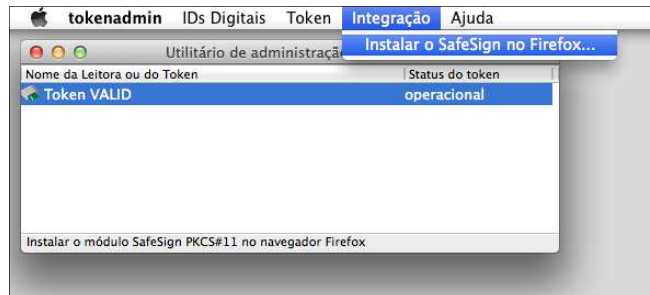 tokenadmin IDs Digitais Token Integração Ajuda
Instalar o SafeSign no Firefox...
Utilitário de administração
Nome da Leitora ou do Token Status do token
Token VALID operacional
Instalar o módulo SafeSign PKCS#11 no navegador Firefox